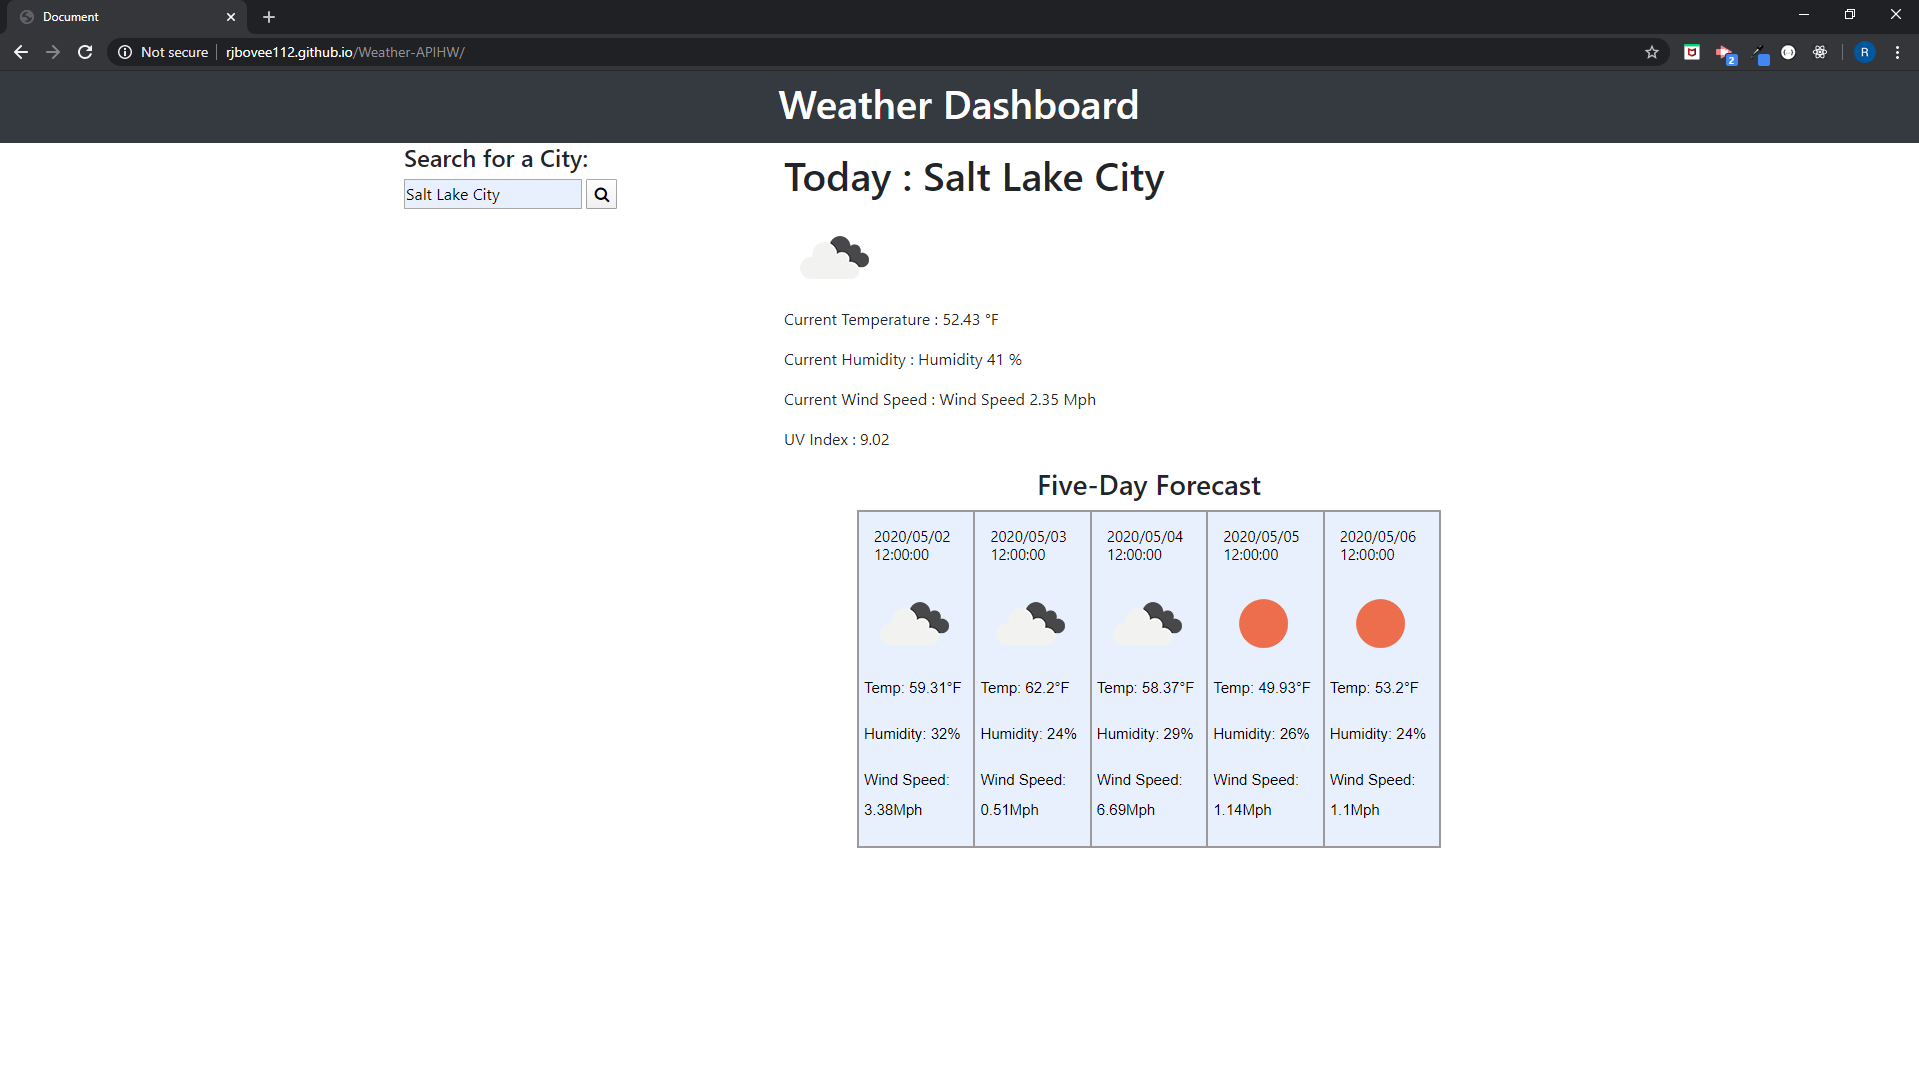 Document
Not secure
rjbovee112.github.io/Weather-APIHW/
2
R
Weather Dashboard
Search for a City:
Salt Lake City
Today : Salt Lake City
Current Temperature : 52.43 °F
Current Humidity : Humidity 41 %
Current Wind Speed : Wind Speed 2.35 Mph
UV Index : 9.02
Five-Day Forecast
2020/05/02
12:00:00
Temp: 59.31°F
Humidity: 32%
Wind Speed:
3.38Mph
2020/05/03
12:00:00
Temp: 62.2°F
Humidity: 24%
Wind Speed:
0.51Mph
2020/05/04
12:00:00
Temp: 58.37°F
Humidity: 29%
Wind Speed:
6.69Mph
2020/05/05
12:00:00
Temp: 49.93°F
Humidity: 26%
Wind Speed:
1.14Mph
2020/05/06
12:00:00
Temp: 53.2°F
Humidity: 24%
Wind Speed:
1.1Mph